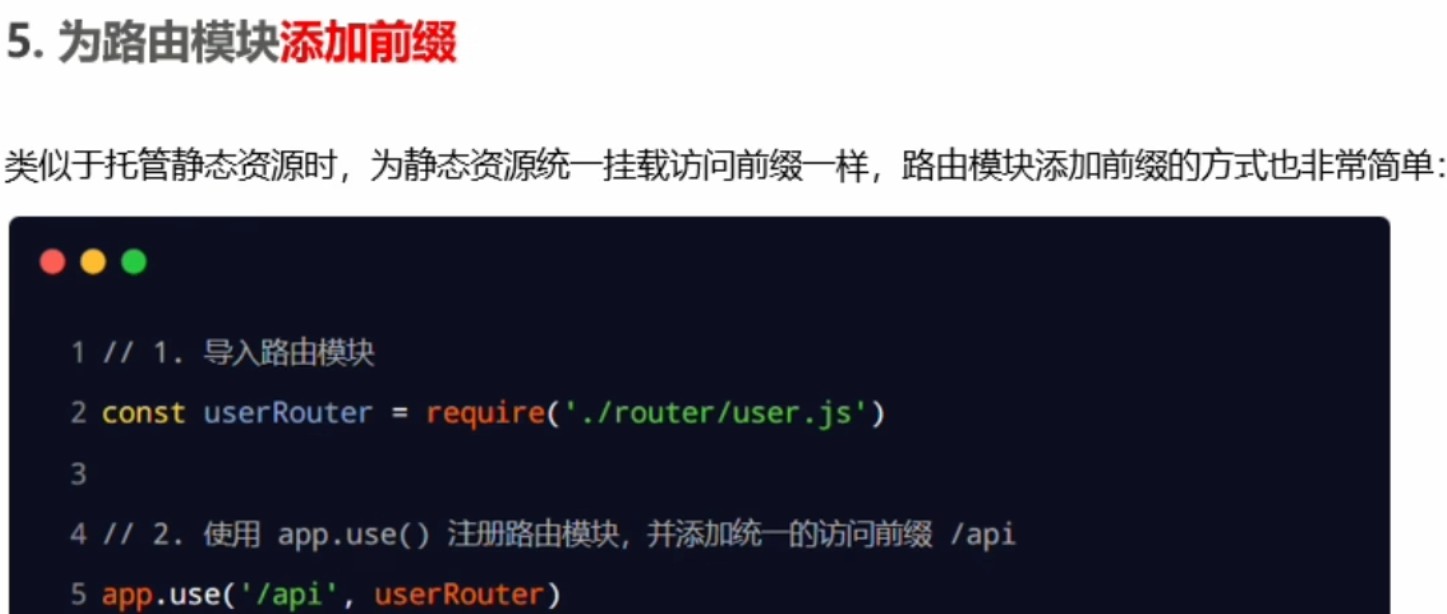 5. 为路由模块添加前缀
类似于托管静态资源时，为静态资源统一挂载访问前缀一样，路由模块添加前缀的方式也非常简单：
1 // 1. 导入路由模块
2 const userRouter = require('./router/user.js')
3
4 // 2. 使用 app.use() 注册路由模块，并添加统一的访问前缀 /api
5 app.use('/api', userRouter)